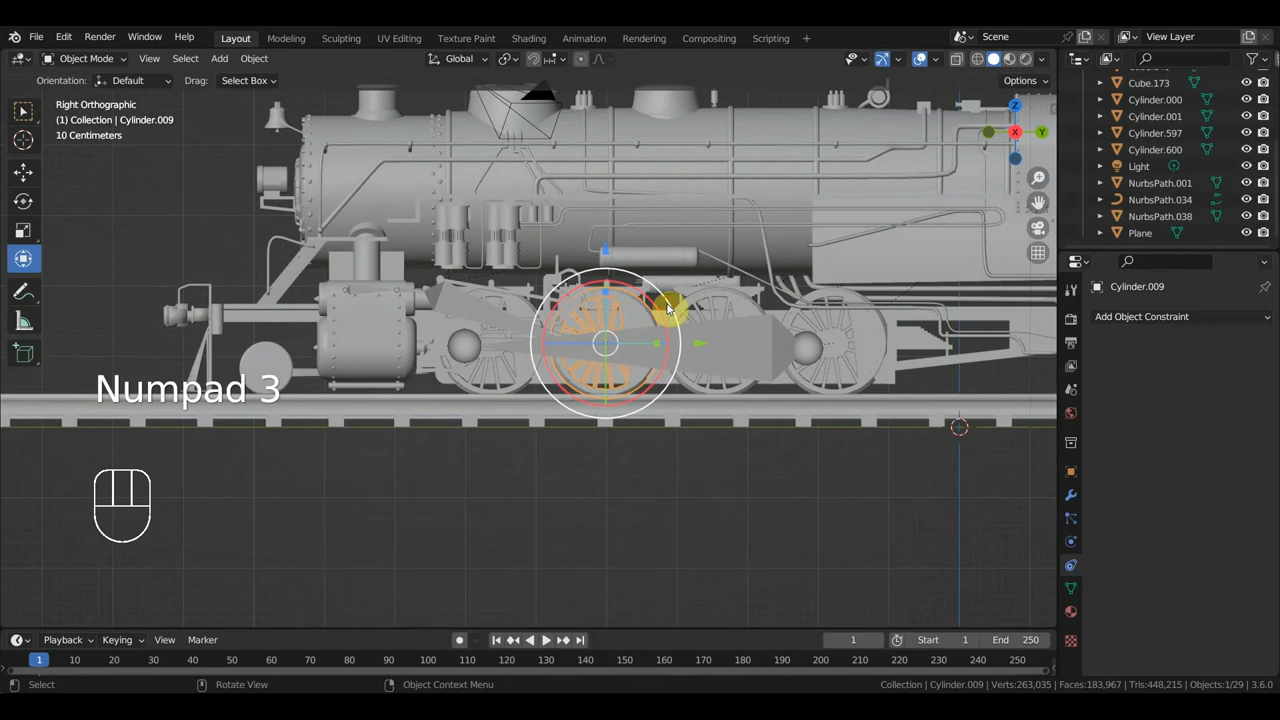 File Edit Render Window Help Layout Modeling Sculpting UV Editing Texture Paint Shading Animation Rendering Compositing Scripting + Scene View Layer
Object Mode View Select Add Object Global Options
Orientation: Default Drag: Select Box
Right Orthographic
(1) Collection | Cylinder.009
10 Centimeters
Z
X
Y
Cube.173
Cylinder.000
Cylinder.001
Cylinder.597
Cylinder.600
Light
NurbsPath.001
NurbsPath.034
NurbsPath.038
Plane
Cylinder.009
Add Object Constraint
Numpad 3
Playback Keying View Marker 1 Start 1 End 250
1 10 20 30 40 50 60 70 80 90 100 110 120 130 140 150 160 170 180 190 200 210 220 230 240 250
Select Rotate View Object Context Menu Collection | Cylinder.009 | Verts:263,035 | Faces:183,967 | Tris:448,215 | Objects:1/29 | 3.6.0